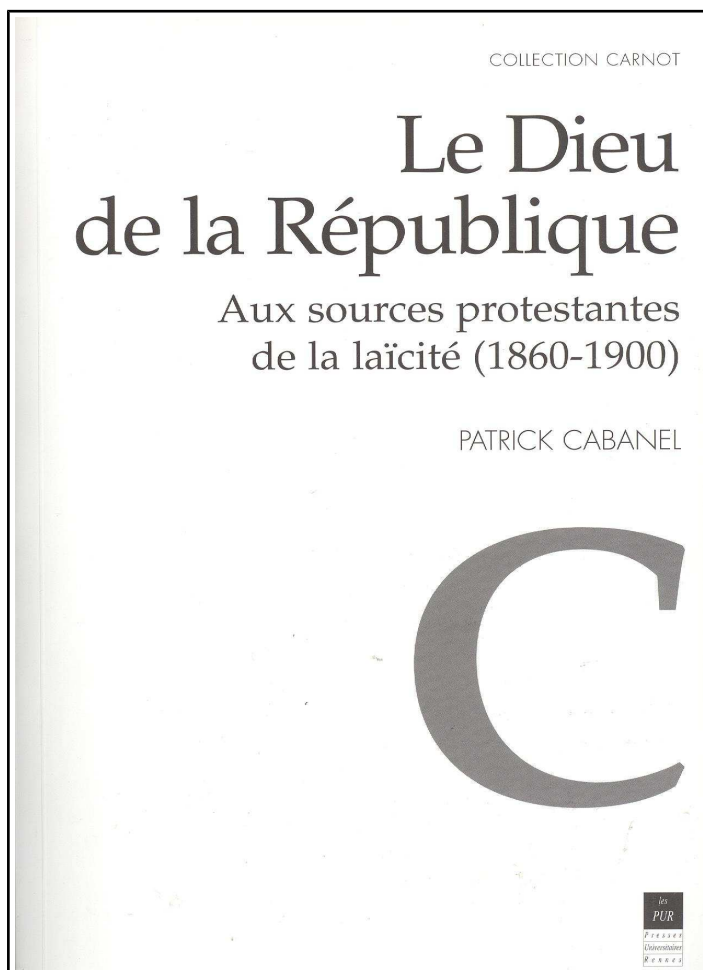 COLLECTION CARNOT
Le Dieu
de la République
Aux sources protestantes
de la laïcité (1860-1900)
PATRICK CABANEL
C
les
PUR
Presses
Universitaires
Rennes